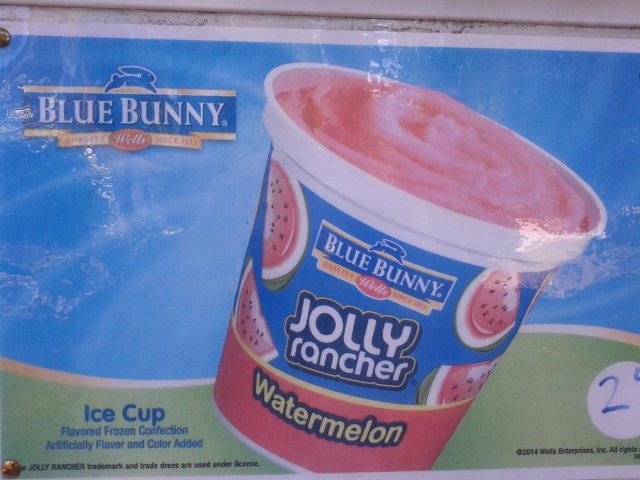 BLUE BUNNY®
QUALITY Wells SINCE 1913
BLUE BUNNY®
QUALITY Wells SINCE 1913
JOLLY
rancher
Watermelon
Ice Cup
Flavored Frozen Confection
Artificially Flavor and Color Added
JOLLY RANCHER trademark and trade dress are used under license.
2
©2014 Wells Enterprises, Inc. All rights